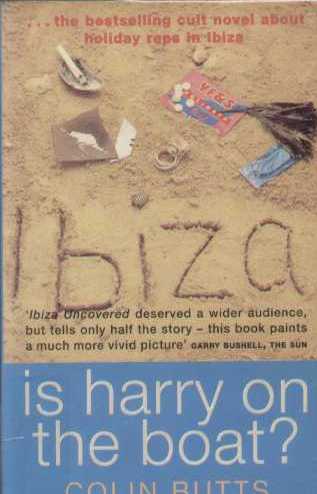 ...the bestselling cult novel about
holiday reps in Ibiza
Ibiza
'Ibiza Uncovered deserved a wider audience,
but tells only half the story – this book paints
a much more vivid picture' GARRY BUSHELL, THE SUN
is harry on
the boat?
COLIN BUTTS